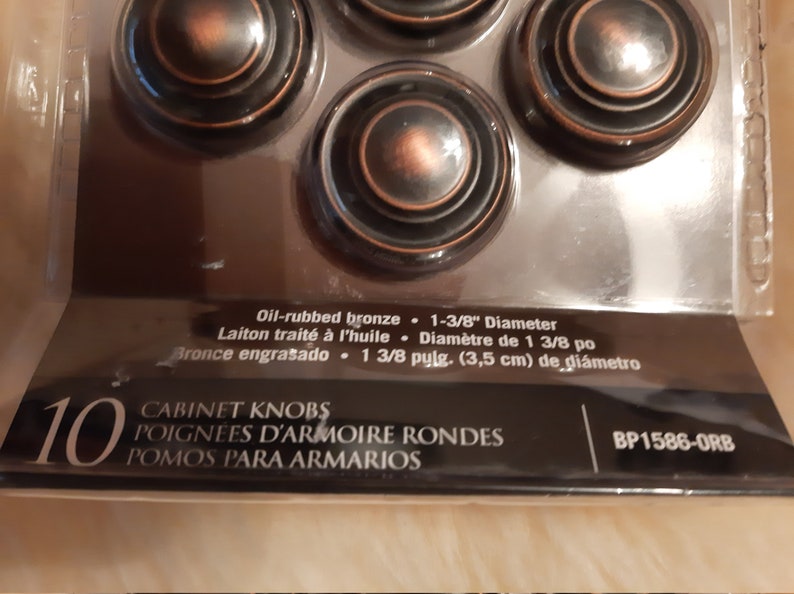 Oil-rubbed bronze • 1-3/8" Diameter
Laiton traité à l'huile • Diamètre de 1 3/8 po
Bronce engrasado • 1 3/8 pulg. (3,5 cm) de diámetro
10 CABINET KNOBS
POIGNÉES D'ARMOIRE RONDES
POMOS PARA ARMARIOS
BP1586-ORB